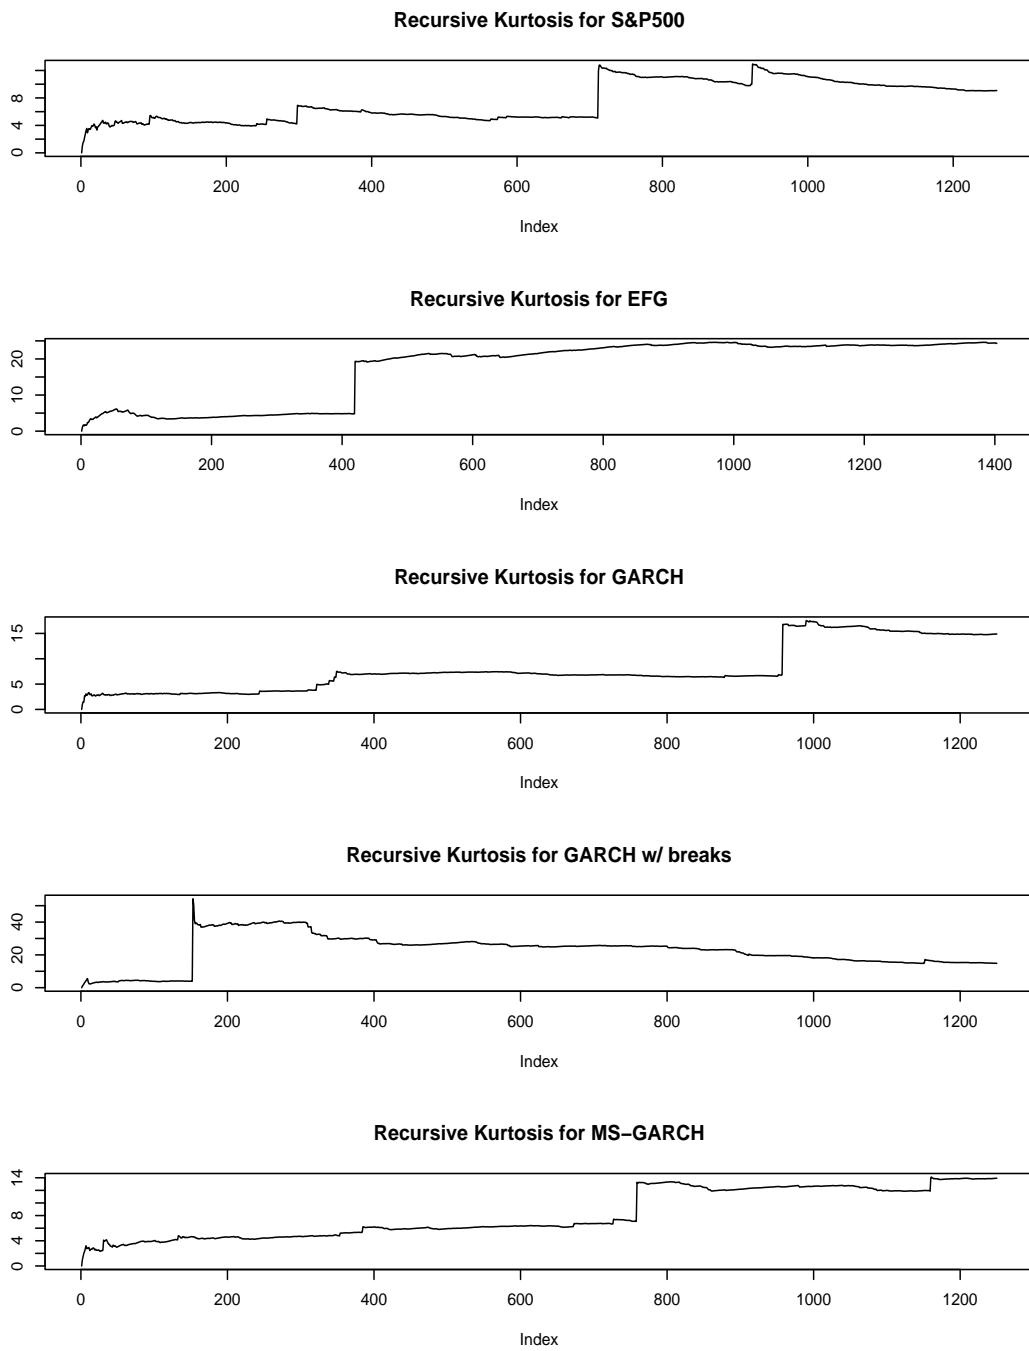 Recursive Kurtosis for S&P500
8
4
0
0 200 400 600 800 1000 1200
Index
Recursive Kurtosis for EFG
20
10
0
0 200 400 600 800 1000 1200 1400
Index
Recursive Kurtosis for GARCH
15
5
0
0 200 400 600 800 1000 1200
Index
Recursive Kurtosis for GARCH w/ breaks
40
20
0
0 200 400 600 800 1000 1200
Index
Recursive Kurtosis for MS−GARCH
14
8
4
0
0 200 400 600 800 1000 1200
Index